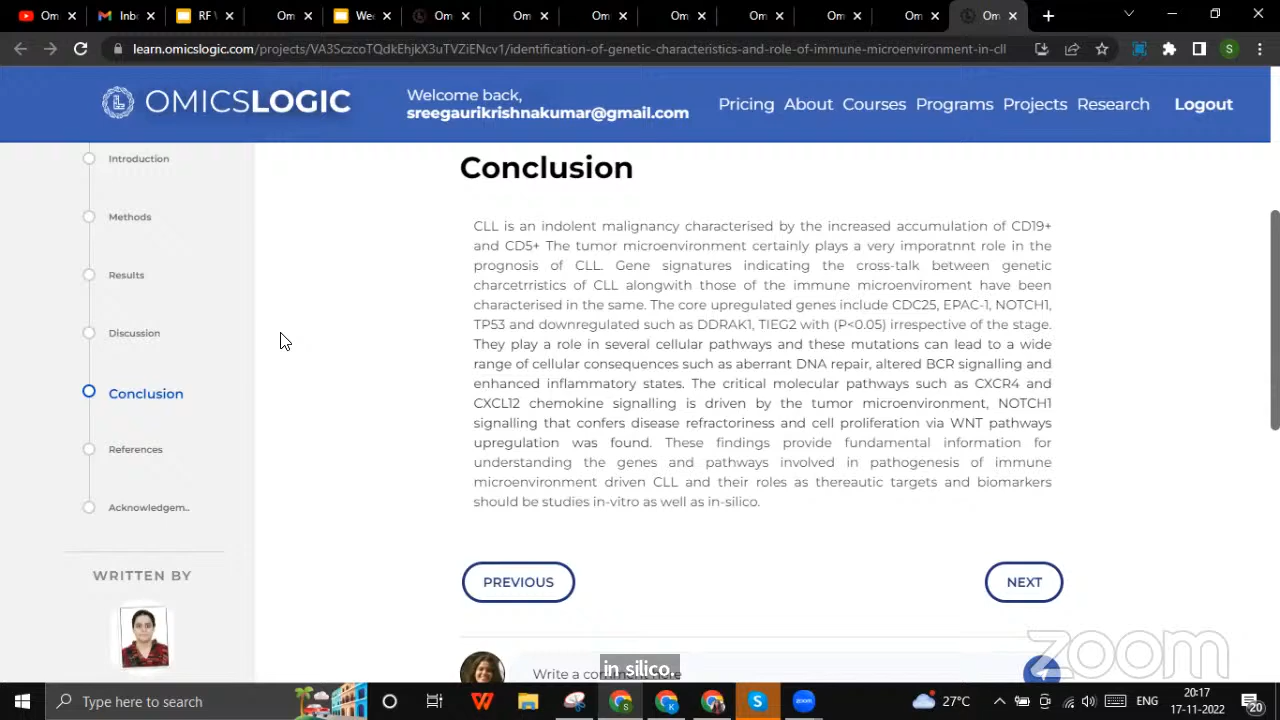 Ou
Inb
RF
On
Wee
Om
On
On
On
On
On
On
Om
learn.omicslogic.com/projects/VA3SczcoTQdkEhjkX3uTVZiENcv1/identification-of-genetic-characteristics-and-role-of-immune-microenvironment-in-cll
S
OMICSLOGIC
Welcome back,
sreegaurikrishnakumar@gmail.com
Pricing About Courses Programs Projects Research Logout
Introduction
Methods
Results
Discussion
Conclusion
References
Acknowledgem..
WRITTEN BY
Conclusion
CLL is an indolent malignancy characterised by the increased accumulation of CD19+
and CD5+ The tumor microenvironment certainly plays a very imporatnnt role in the
prognosis of CLL. Gene signatures indicating the cross-talk between genetic
charcetrristics of CLL alongwith those of the immune microenviroment have been
characterised in the same. The core upregulated genes include CDC25, EPAC-1, NOTCH1,
TP53 and downregulated such as DDRAK1, TIEG2 with (P<0.05) irrespective of the stage.
They play a role in several cellular pathways and these mutations can lead to a wide
range of cellular consequences such as aberrant DNA repair, altered BCR signalling and
enhanced inflammatory states. The critical molecular pathways such as CXCR4 and
CXCL12 chemokine signalling is driven by the tumor microenvironment, NOTCH1
signalling that confers disease refractoriness and cell proliferation via WNT pathways
upregulation was found. These findings provide fundamental information for
understanding the genes and pathways involved in pathogenesis of immune
microenvironment driven CLL and their roles as thereautic targets and biomarkers
should be studies in-vitro as well as in-silico.
PREVIOUS
NEXT
Write a
in silico.
zoom
Type here to search
27°C
ENG
20:17
17-11-2022
20